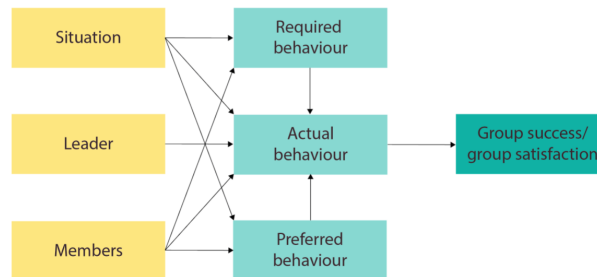 Situation
Required
behaviour
Leader
Actual
behaviour
Group success/
group satisfaction
Members
Preferred
behaviour